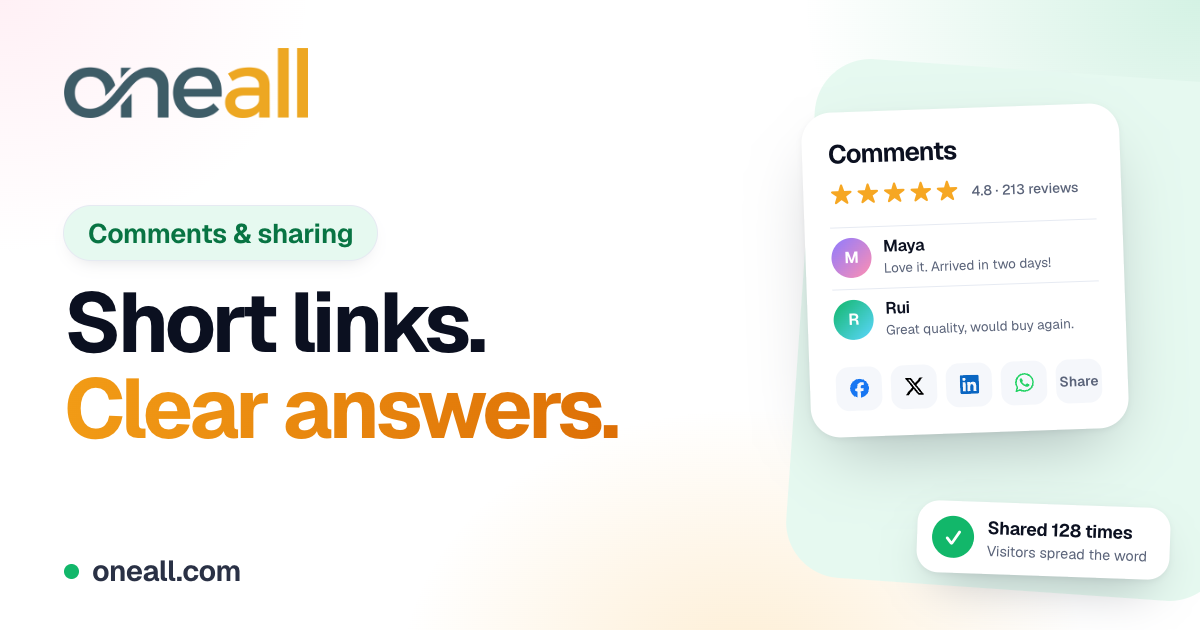 oneall
Comments & sharing
Short links.
Clear answers.
oneall.com
Comments
4.8 · 213 reviews
M
Maya
Love it. Arrived in two days!
R
Rui
Great quality, would buy again.
Share
Shared 128 times
Visitors spread the word